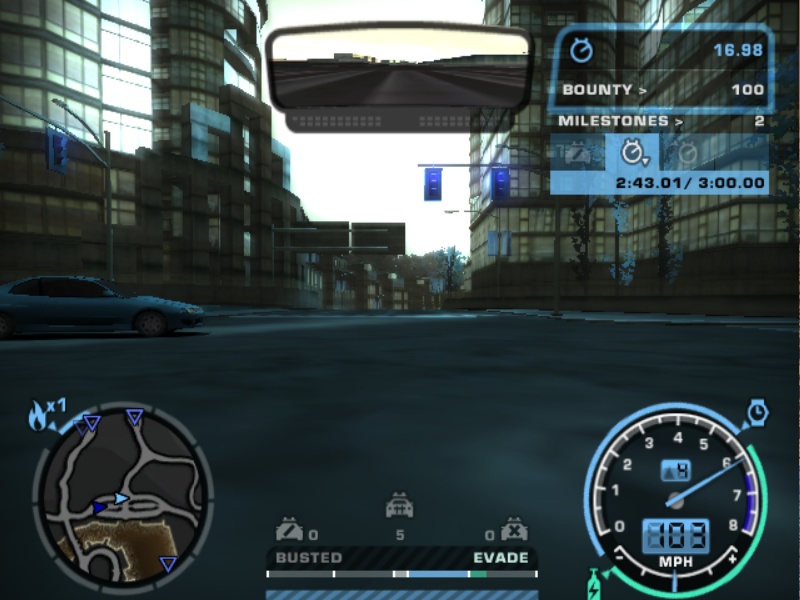 16.98
BOUNTY > 100
MILESTONES > 2
2:43.01/ 3:00.00
x1
0 5 0
BUSTED EVADE
0 1 2 3 4 5 6 7 8
4
103
MPH
- +